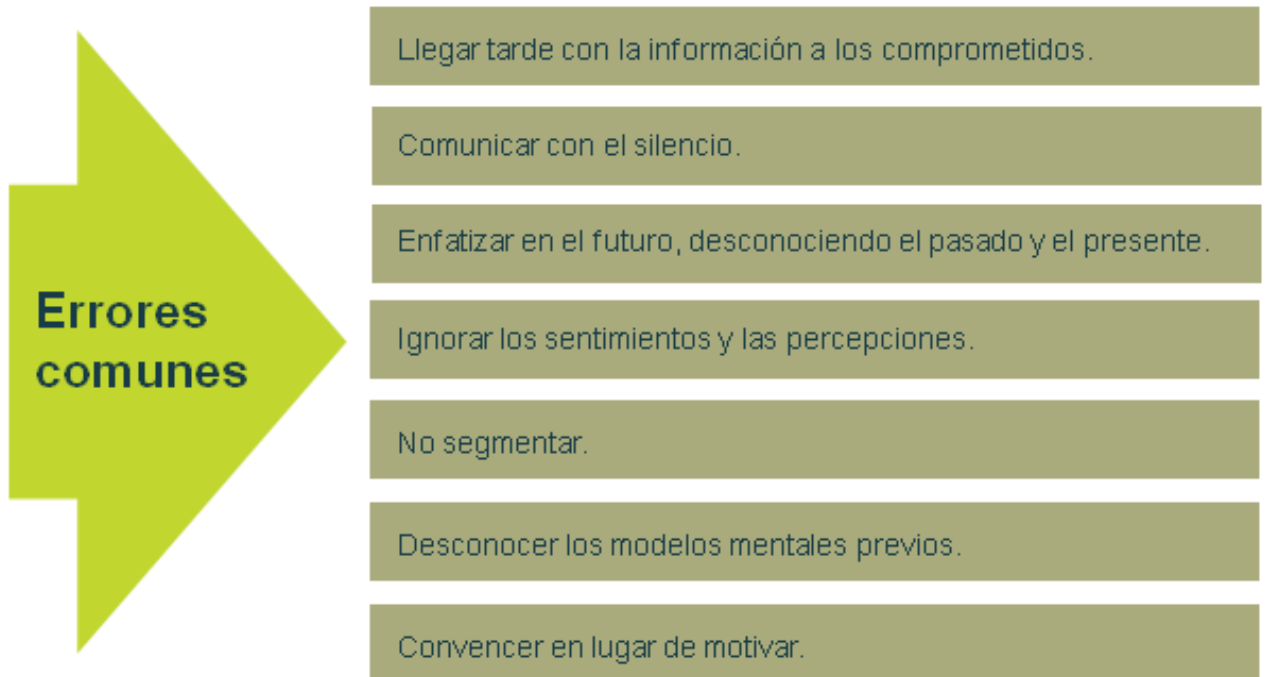 Errores
comunes
Llegar tarde con la información a los comprometidos.
Comunicar con el silencio.
Enfatizar en el futuro, desconociendo el pasado y el presente.
Ignorar los sentimientos y las percepciones.
No segmentar.
Desconocer los modelos mentales previos.
Convencer en lugar de motivar.